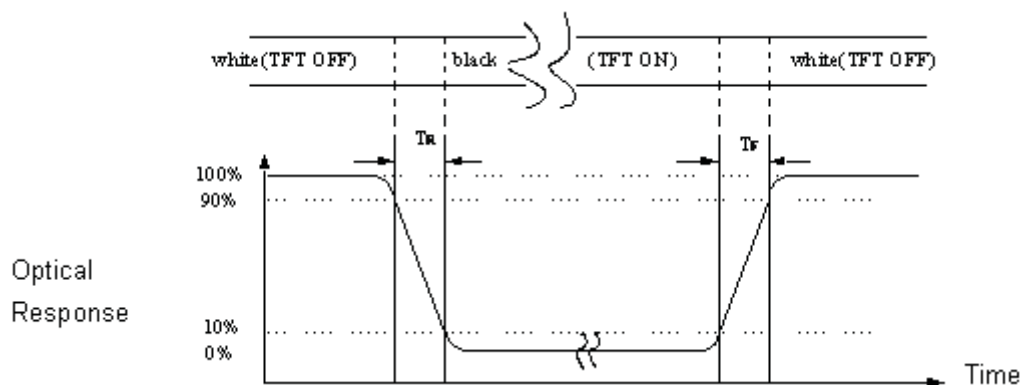 white(TFT OFF) black (TFT ON) white(TFT OFF)
TR TF
100%
90%
Optical
Response
10%
0%
Time